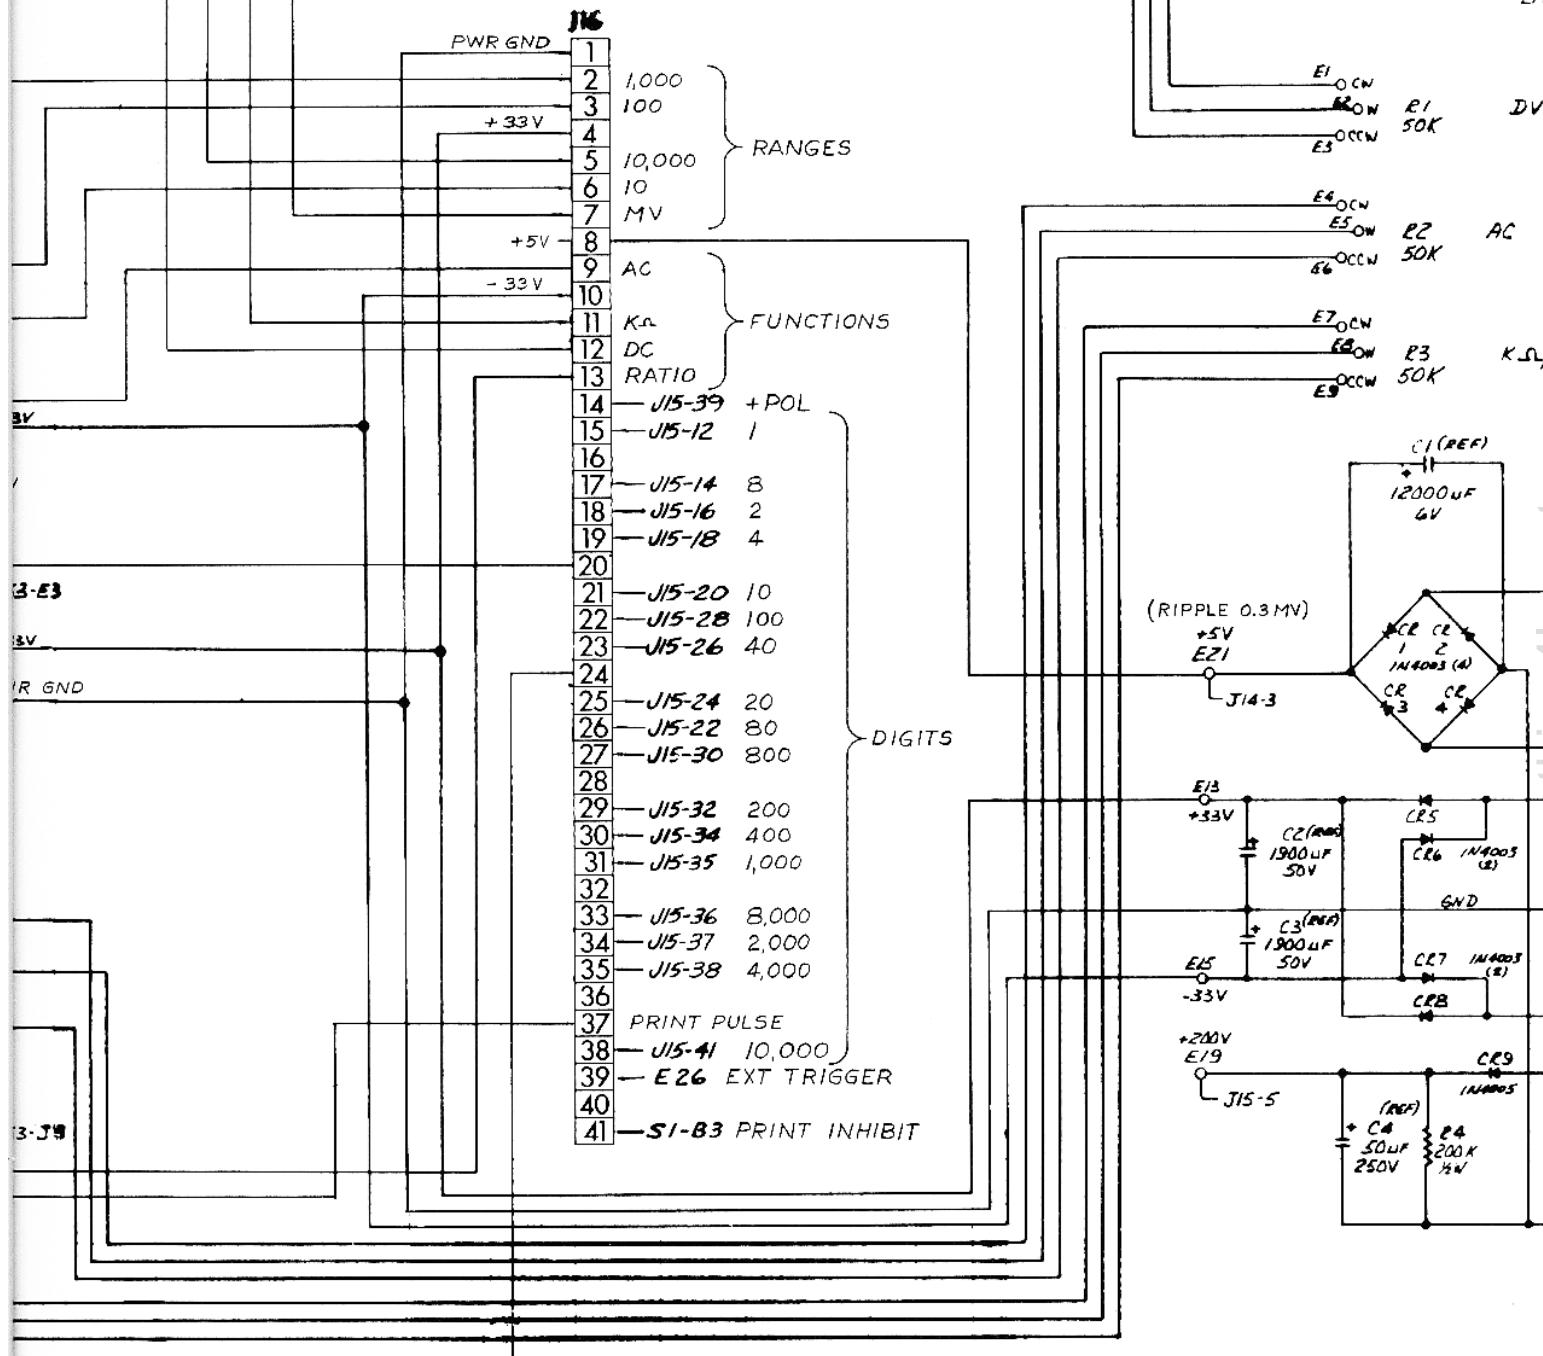 J16
PWR GND 1
2 1,000
3 100
+33V 4
5 10,000
6 10
7 MV
RANGES
+5V 8
9 AC
-33V 10
11 KΩ
12 DC
13 RATIO
FUNCTIONS
14 J15-39 +POL
15 J15-12 1
16
17 J15-14 8
18 J15-16 2
19 J15-18 4
20
21 J15-20 10
22 J15-28 100
23 J15-26 40
24
25 J15-24 20
26 J15-22 80
27 J15-30 800
28
29 J15-32 200
30 J15-34 400
31 J15-35 1,000
32
33 J15-36 8,000
34 J15-37 2,000
35 J15-38 4,000
36
37 PRINT PULSE
38 J15-41 10,000
DIGITS
39 E26 EXT TRIGGER
40
41 S1-B3 PRINT INHIBIT
3V
3-E3
3V
R GND
3-J9
E1 CW
E2 W
E3 CCW
R1
50K
DV
E4 CW
E5 W
E6 CCW
R2
50K
AC
E7 CW
E8 W
E9 CCW
R3
50K
KΩ
C1 (REF)
+
12000uF
6V
(RIPPLE 0.3MV)
+5V
E21
J14-3
CR 1
CR 2
1N4003 (4)
CR 3
CR 4
E13
+33V
+
C2 (REF)
1900uF
50V
CR5
CR6
1N4003
(2)
GND
+
C3 (REF)
1900uF
50V
E15
-33V
CR7
1N4003
(2)
CR8
+200V
E19
J15-5
CR9
1N4005
(REF)
+ C4
50uF
250V
R4
200K
½W